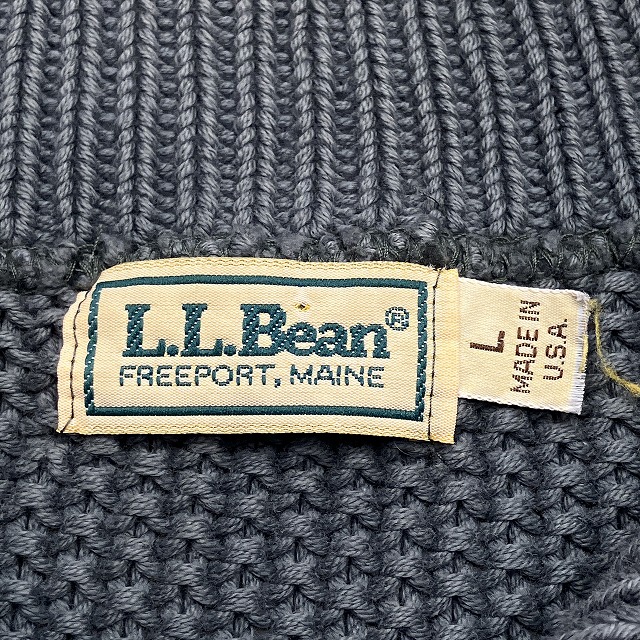 L.L.Bean®
FREEPORT, MAINE
L
MADE IN
U.S.A.